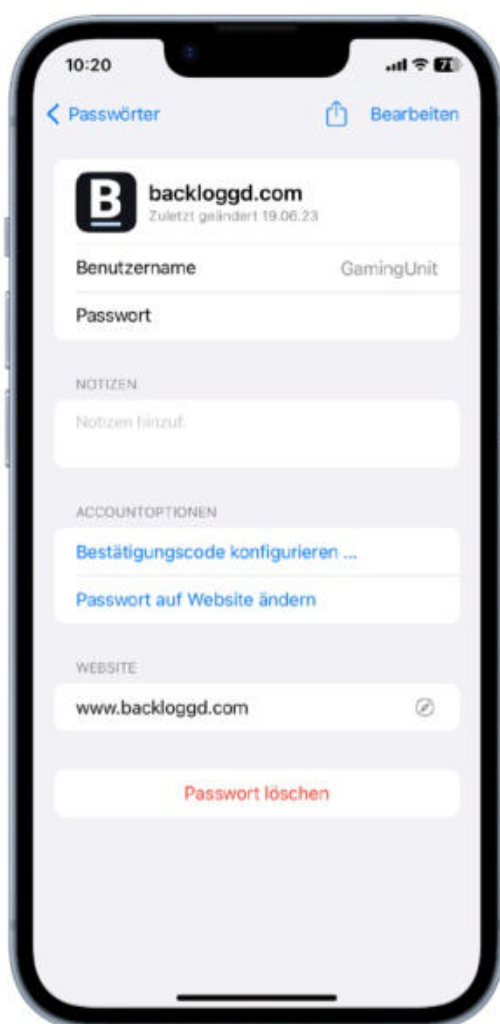 10:20
71
Passwörter
Bearbeiten
B
backloggd.com
Zuletzt geändert 19.06.23
Benutzername
GamingUnit
Passwort
NOTIZEN
Notizen hinzuf.
ACCOUNTOPTIONEN
Bestätigungscode konfigurieren ...
Passwort auf Website ändern
WEBSITE
www.backloggd.com
Passwort löschen